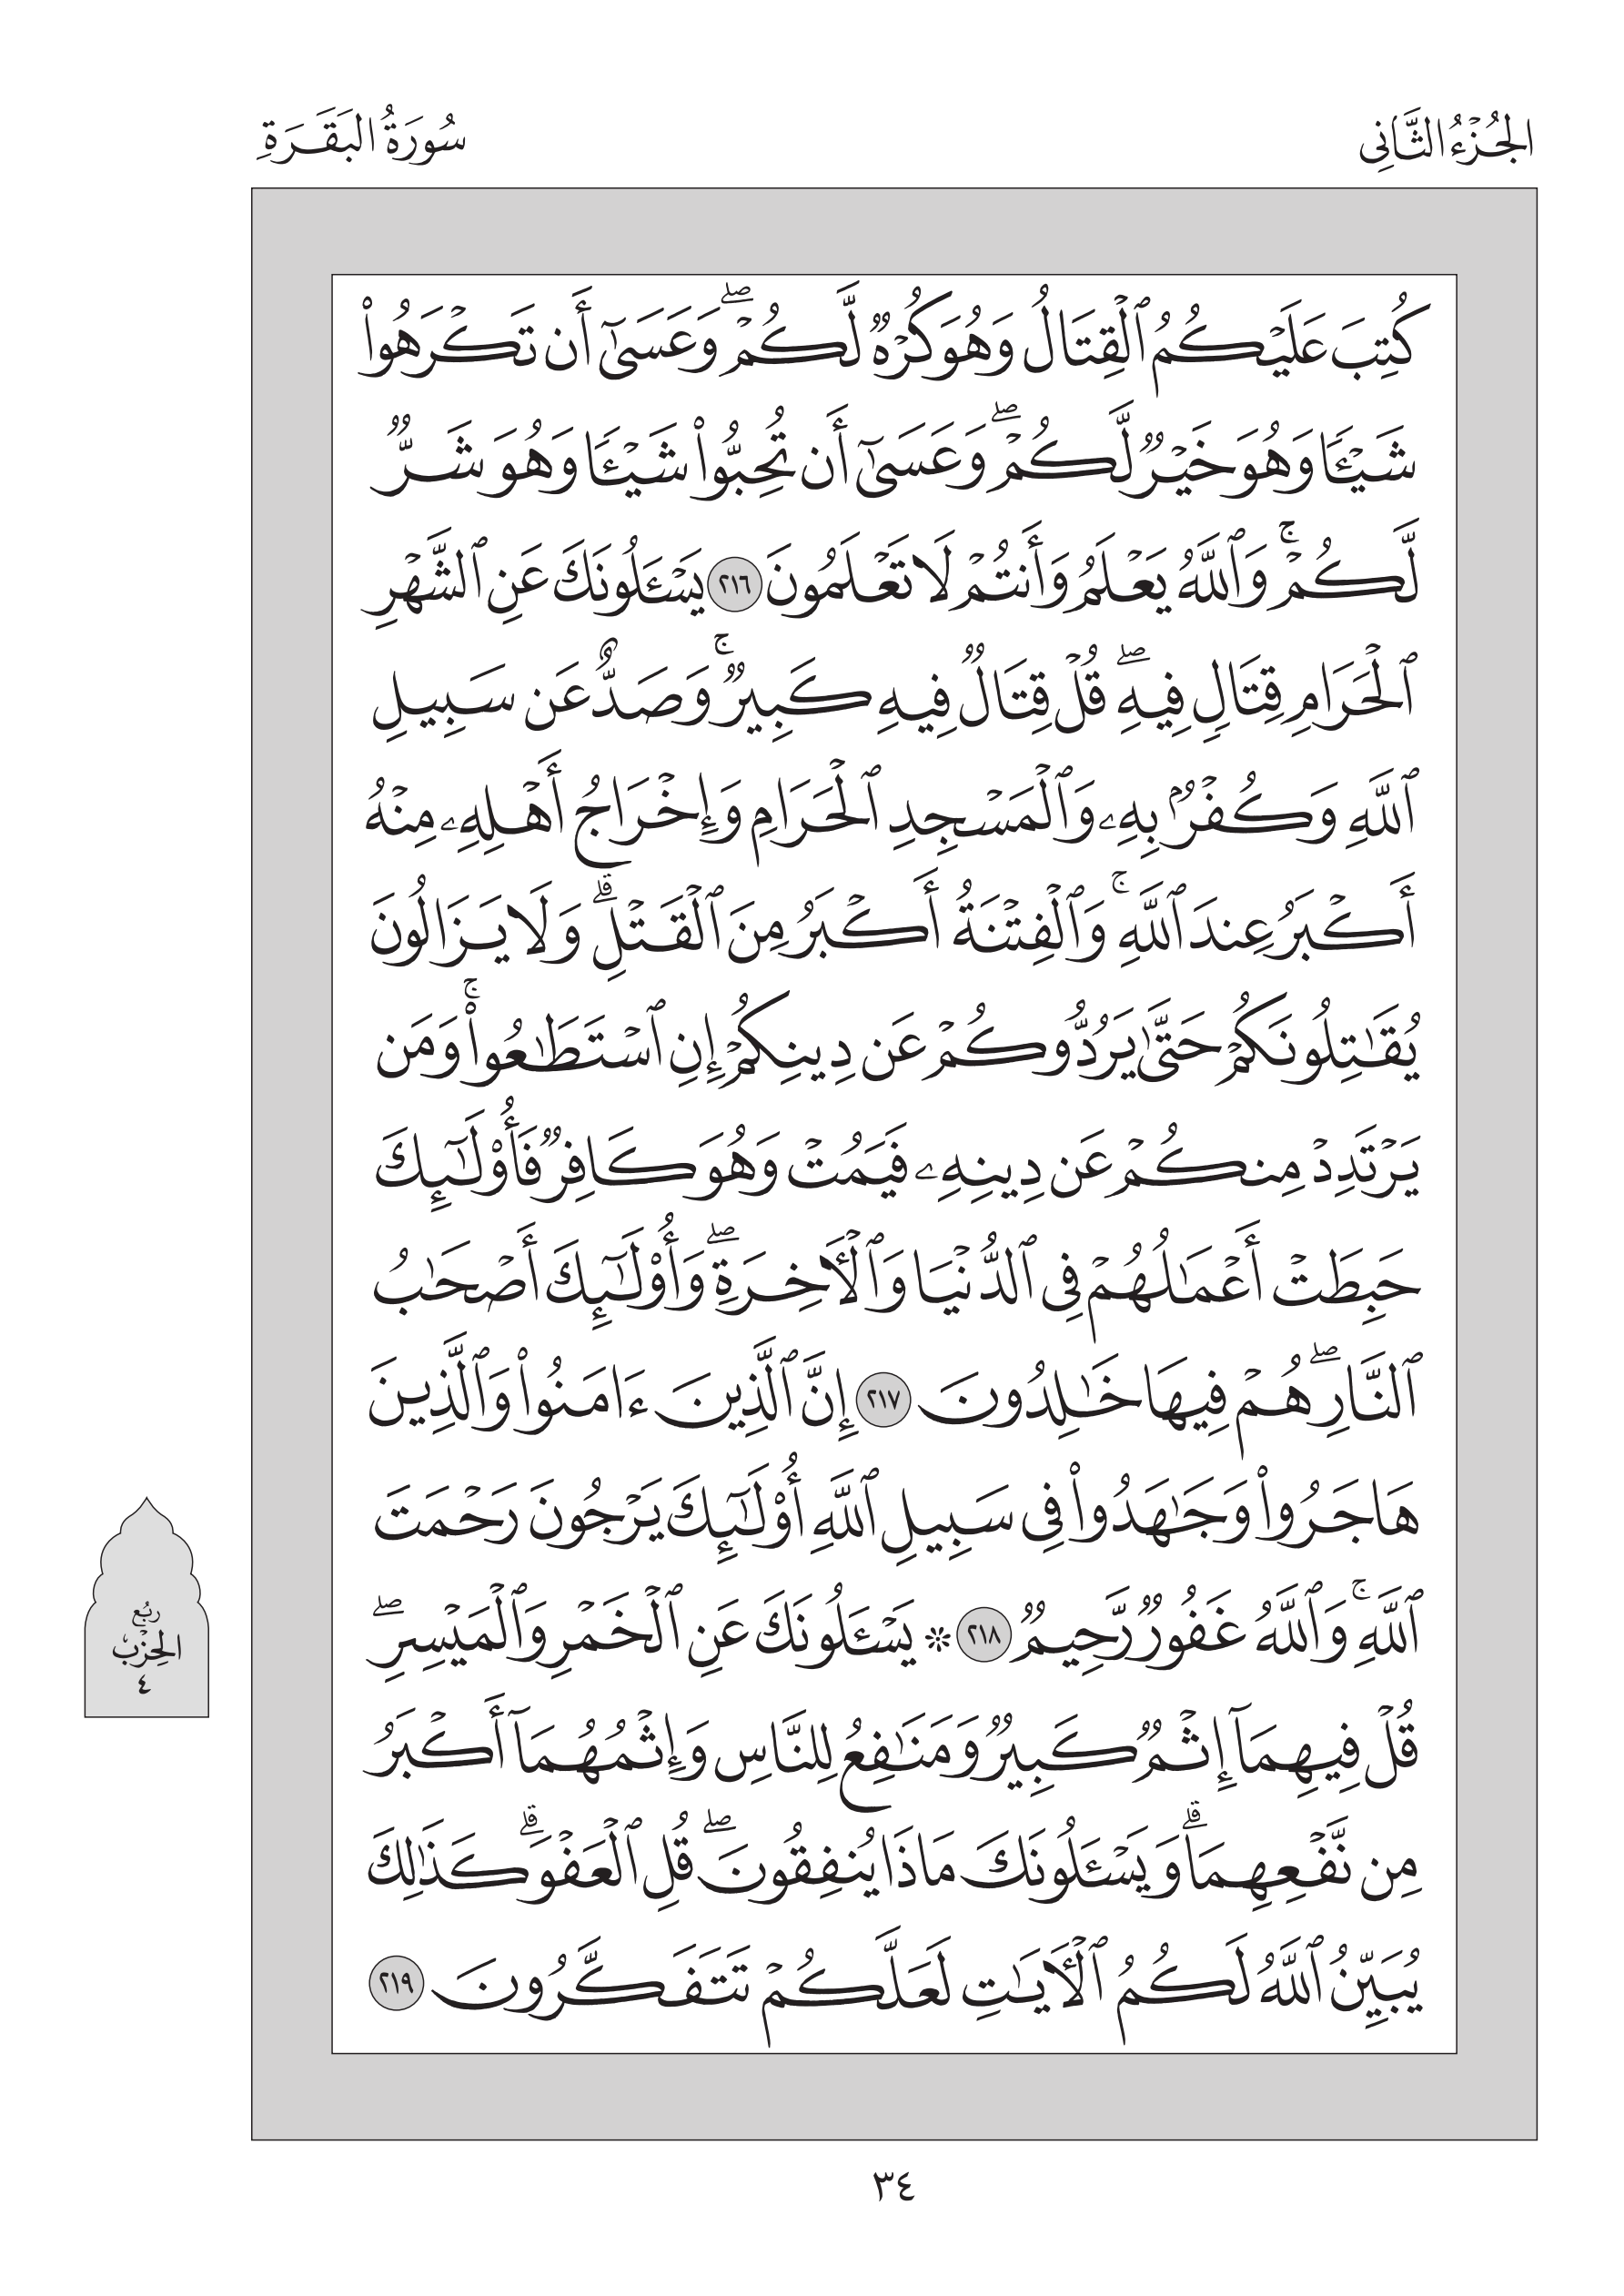 الجُزْءُ الثَّانِي
سُورَةُ البَقَرَةِ
كُتِبَ عَلَيْكُمُ ٱلْقِتَالُ وَهُوَ كُرْهٌ لَّكُمْ ۖ وَعَسَىٰٓ أَن تَكْرَهُوا۟
شَيْـًٔا وَهُوَ خَيْرٌ لَّكُمْ ۖ وَعَسَىٰٓ أَن تُحِبُّوا۟ شَيْـًٔا وَهُوَ شَرٌّ
لَّكُمْ ۗ وَٱللَّهُ يَعْلَمُ وَأَنتُمْ لَا تَعْلَمُونَ ٢١٦ يَسْـَٔلُونَكَ عَنِ ٱلشَّهْرِ
ٱلْحَرَامِ قِتَالٍ فِيهِ ۖ قُلْ قِتَالٌ فِيهِ كَبِيرٌ ۚ وَصَدٌّ عَن سَبِيلِ
ٱللَّهِ وَكُفْرٌۢ بِهِۦ وَٱلْمَسْجِدِ ٱلْحَرَامِ وَإِخْرَاجُ أَهْلِهِۦ مِنْهُ
أَكْبَرُ عِندَ ٱللَّهِ ۚ وَٱلْفِتْنَةُ أَكْبَرُ مِنَ ٱلْقَتْلِ ۗ وَلَا يَزَالُونَ
يُقَـٰتِلُونَكُمْ حَتَّىٰ يَرُدُّوكُمْ عَن دِينِكُمْ إِنِ ٱسْتَطَـٰعُوا۟ ۚ وَمَن
يَرْتَدِدْ مِنكُمْ عَن دِينِهِۦ فَيَمُتْ وَهُوَ كَافِرٌ فَأُو۟لَـٰٓئِكَ
حَبِطَتْ أَعْمَـٰلُهُمْ فِى ٱلدُّنْيَا وَٱلْـَٔاخِرَةِ ۖ وَأُو۟لَـٰٓئِكَ أَصْحَـٰبُ
ٱلنَّارِ ۖ هُمْ فِيهَا خَـٰلِدُونَ ٢١٧ إِنَّ ٱلَّذِينَ ءَامَنُوا۟ وَٱلَّذِينَ
هَاجَرُوا۟ وَجَـٰهَدُوا۟ فِى سَبِيلِ ٱللَّهِ أُو۟لَـٰٓئِكَ يَرْجُونَ رَحْمَتَ
ٱللَّهِ ۚ وَٱللَّهُ غَفُورٌ رَّحِيمٌ ٢١٨ ۞ يَسْـَٔلُونَكَ عَنِ ٱلْخَمْرِ وَٱلْمَيْسِرِ ۖ
قُلْ فِيهِمَآ إِثْمٌ كَبِيرٌ وَمَنَـٰفِعُ لِلنَّاسِ وَإِثْمُهُمَآ أَكْبَرُ
مِن نَّفْعِهِمَا ۗ وَيَسْـَٔلُونَكَ مَاذَا يُنفِقُونَ ۖ قُلِ ٱلْعَفْوَ ۗ كَذَٰلِكَ
يُبَيِّنُ ٱللَّهُ لَكُمُ ٱلْـَٔايَـٰتِ لَعَلَّكُمْ تَتَفَكَّرُونَ ٢١٩
رُبْع
الحِزْب
٤
٣٤